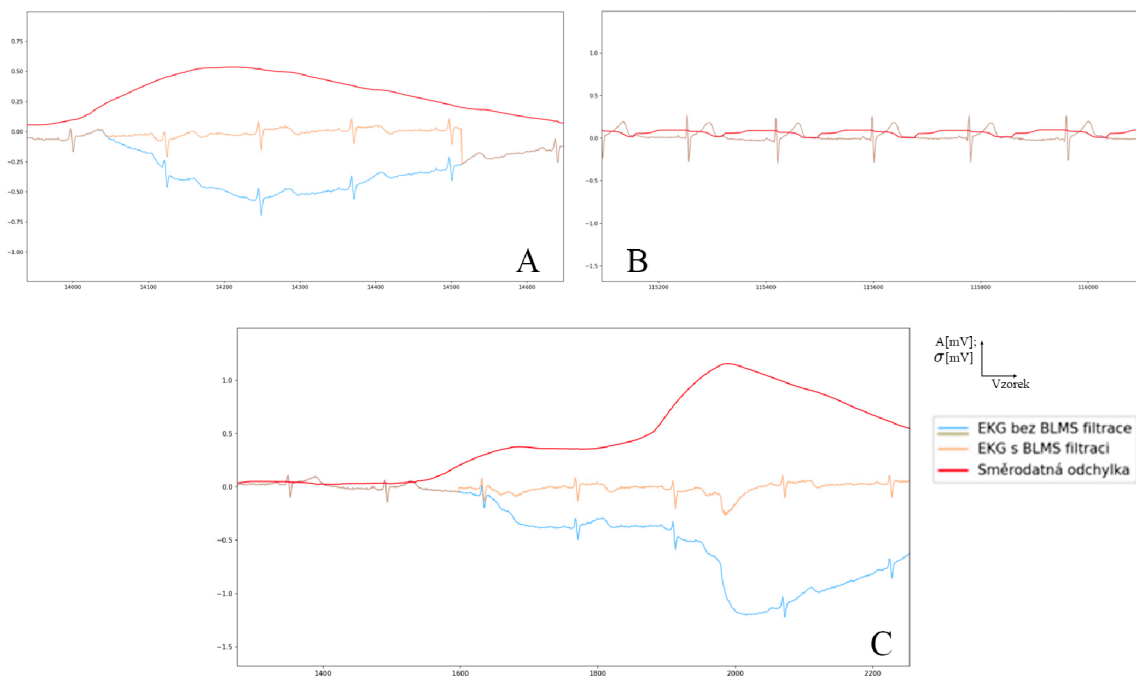 0.75
0.50
0.25
0.00
−0.25
−0.50
−0.75
−1.00
14000 14100 14200 14300 14400 14500 14600
A
1.0
0.5
0.0
−0.5
−1.0
−1.5
115200 115400 115600 115800 116000
B
1.0
0.5
0.0
−0.5
−1.0
−1.5
1400 1600 1800 2000 2200
C
A[mV];
σ[mV]
Vzorek
EKG bez BLMS filtrace
EKG s BLMS filtraci
Směrodatná odchylka